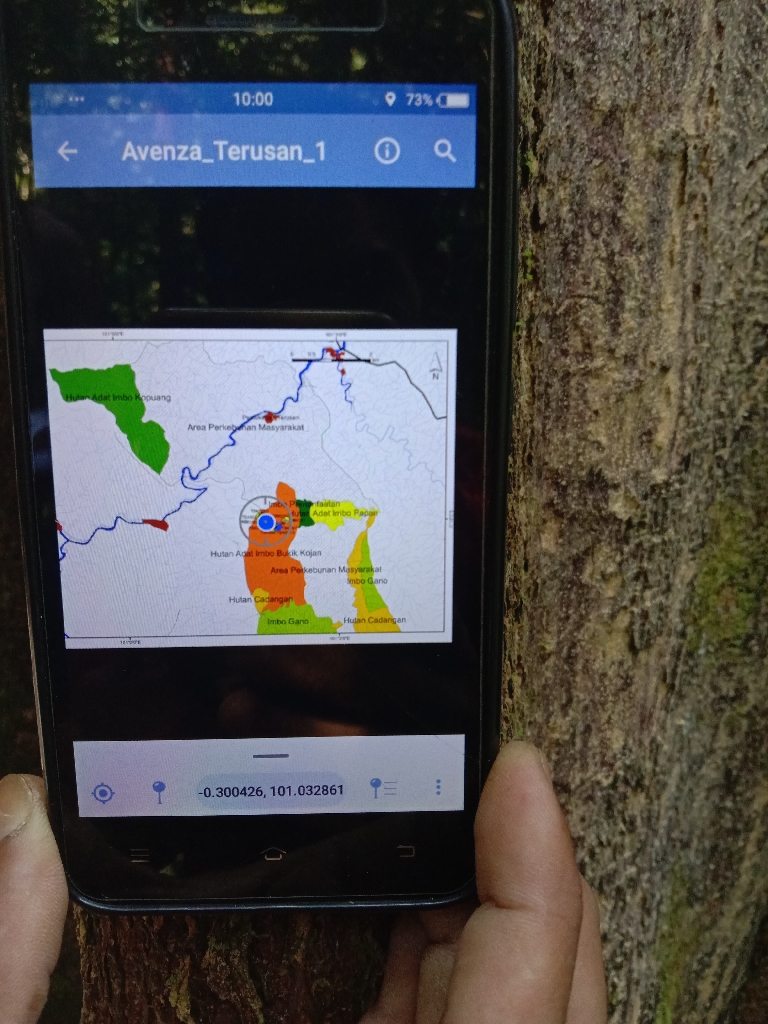 10:00 73%
Avenza_Terusan_1
Hutan Adat Imbo Kopuang
N
Area Perkebunan Masyarakat
Hutan Adat Imbo Papan
Hutan Adat Imbo Bukik Kojan
Area Perkebunan Masyarakat
Imbo Gano
Hutan Cadangan
Imbo Gano
Hutan Cadangan
-0.300426, 101.032861